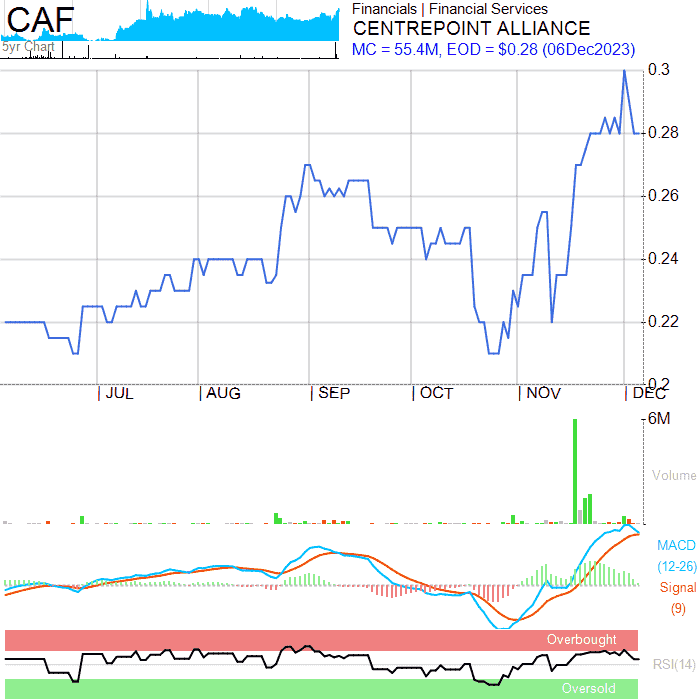 CAF
5yr Chart
Financials | Financial Services
CENTREPOINT ALLIANCE
MC = 55.4M, EOD = $0.28 (06Dec2023)
0.3
0.28
0.26
0.24
0.22
0.2
JUL AUG SEP OCT NOV DEC
6M
Volume
MACD
(12-26)
Signal
(9)
Overbought
RSI(14)
Oversold